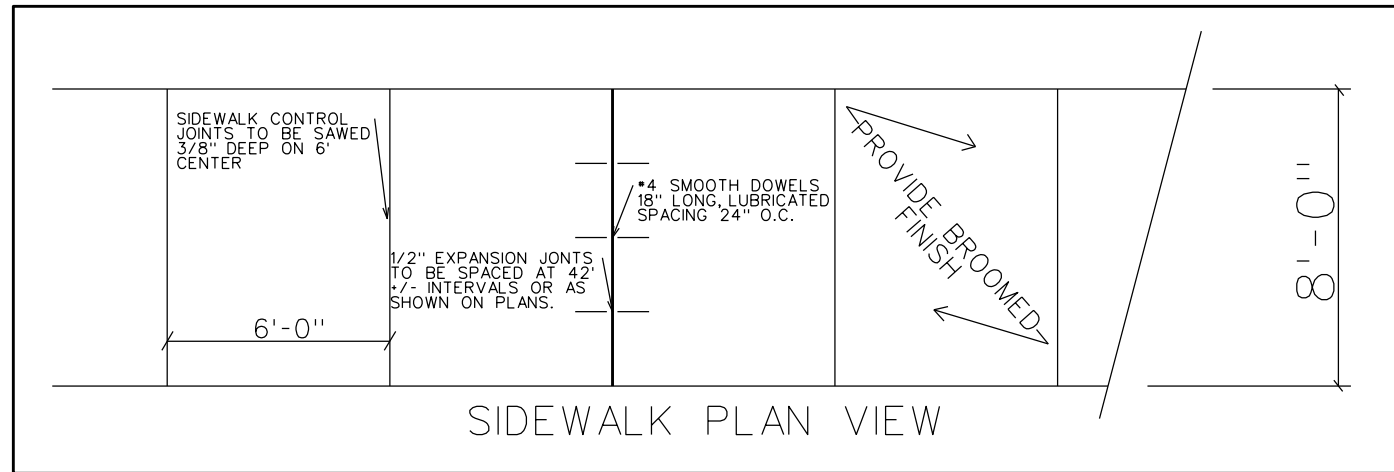 SIDEWALK CONTROL
JOINTS TO BE SAWED
3/8" DEEP ON 6'
CENTER
6'-0"
1/2" EXPANSION JONTS
TO BE SPACED AT 42'
+/- INTERVALS OR AS
SHOWN ON PLANS.
#4 SMOOTH DOWELS
18" LONG, LUBRICATED
SPACING 24" O.C.
PROVIDE BROOMED
FINISH
8'-0"
SIDEWALK PLAN VIEW